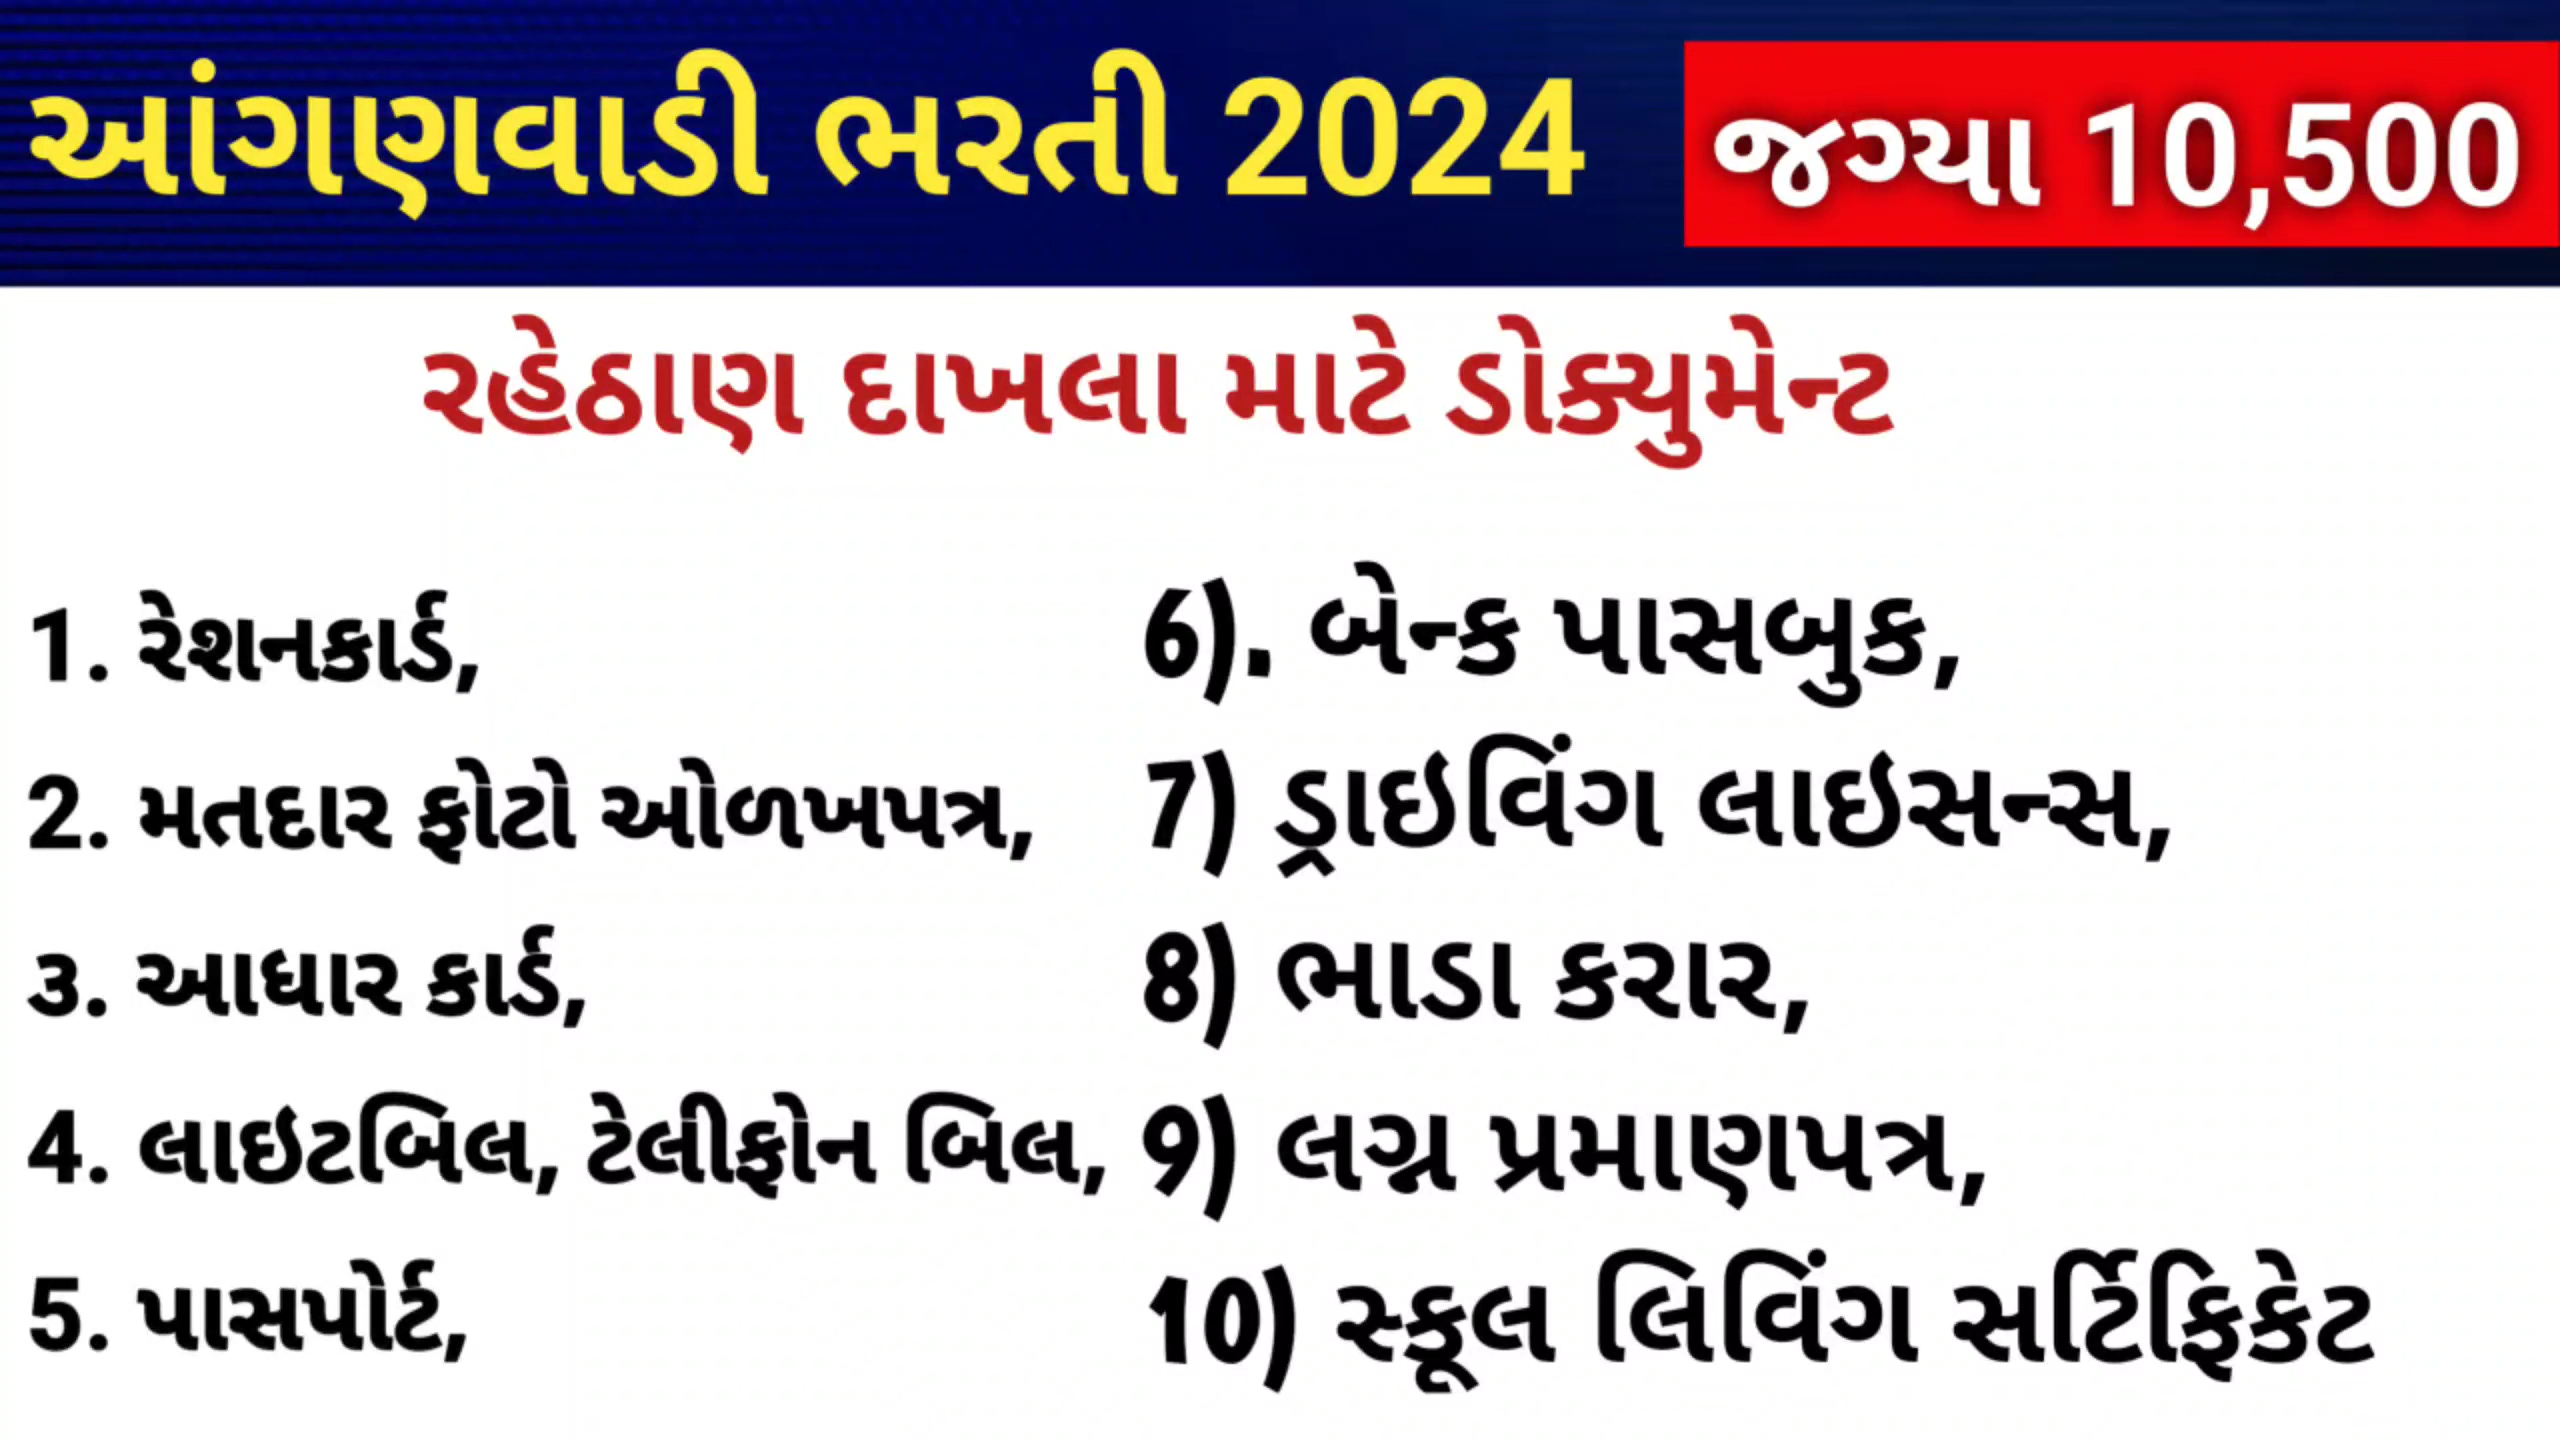 આંગણવાડી ભરતી 2024
જગ્યા 10,500
રહેઠાણ દાખલા માટે ડોક્યુમેન્ટ
1. રેશનકાર્ડ,
2. મતદાર ફોટો ઓળખપત્ર,
૩. આધાર કાર્ડ,
4. લાઇટબિલ, ટેલીફોન બિલ,
5. પાસપોર્ટ,
6). બેન્ક પાસબુક,
7) ડ્રાઇવિંગ લાઇસન્સ,
8) ભાડા કરાર,
9) લગ્ન પ્રમાણપત્ર,
10) સ્કૂલ લિવિંગ સર્ટિફિકેટ